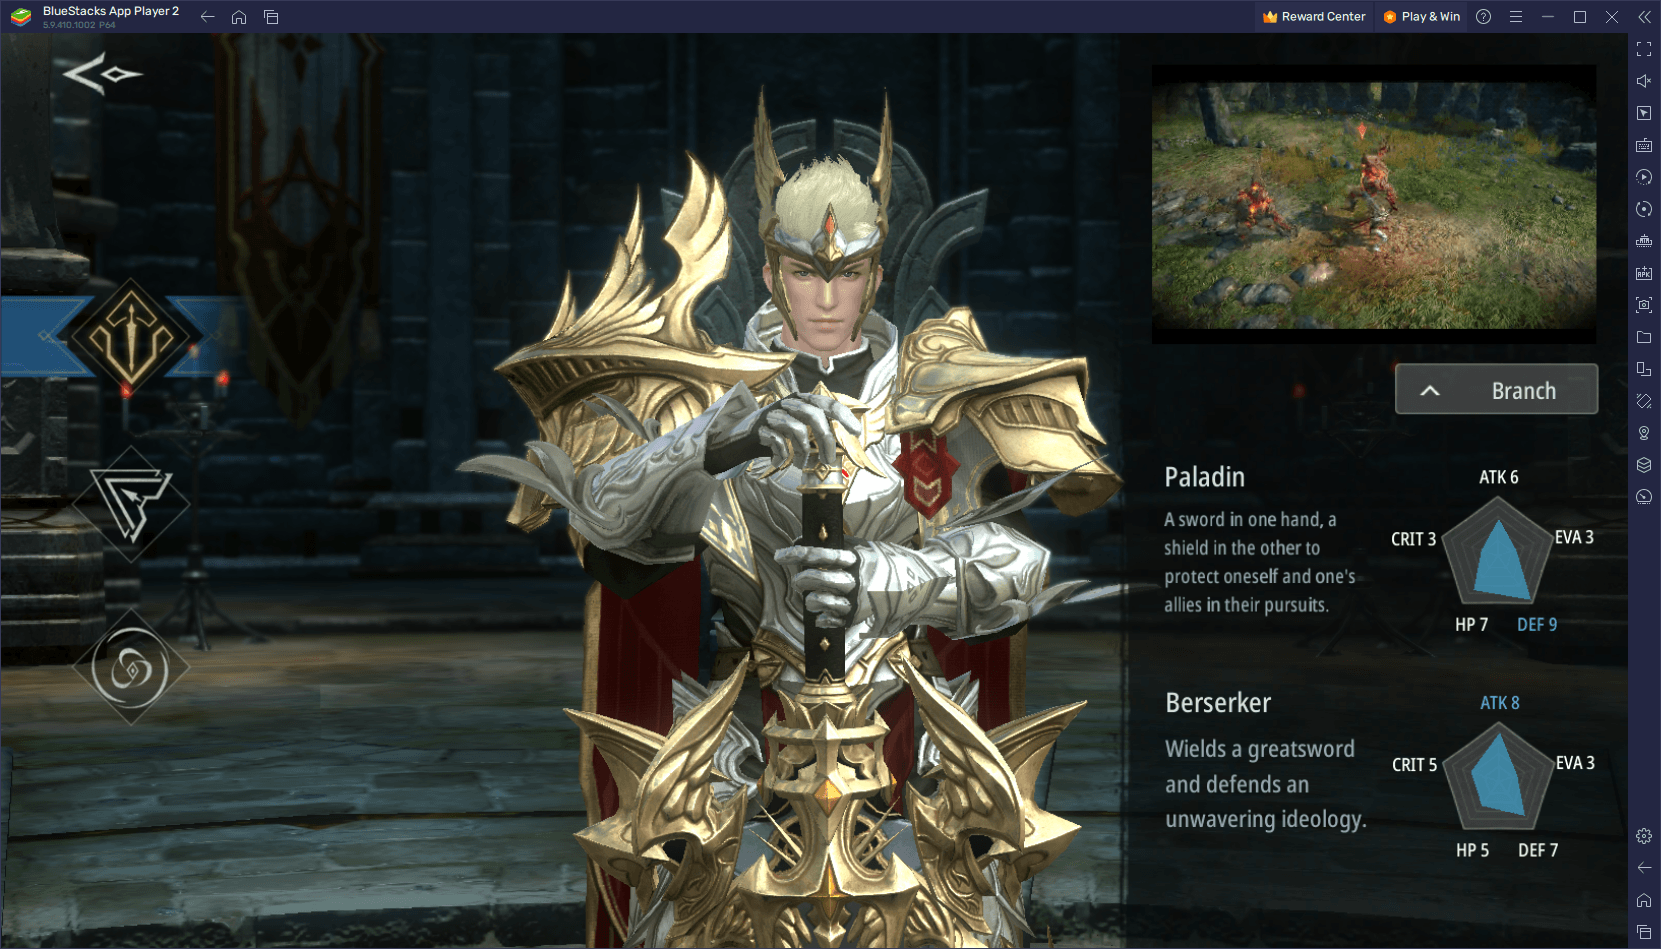 BlueStacks App Player 2
5.9.410.1002 P64
Reward Center
Play & Win
Branch
Paladin
A sword in one hand, a
shield in the other to
protect oneself and one's
allies in their pursuits.
ATK 6
CRIT 3
EVA 3
HP 7
DEF 9
Berserker
Wields a greatsword
and defends an
unwavering ideology.
ATK 8
CRIT 5
EVA 3
HP 5
DEF 7